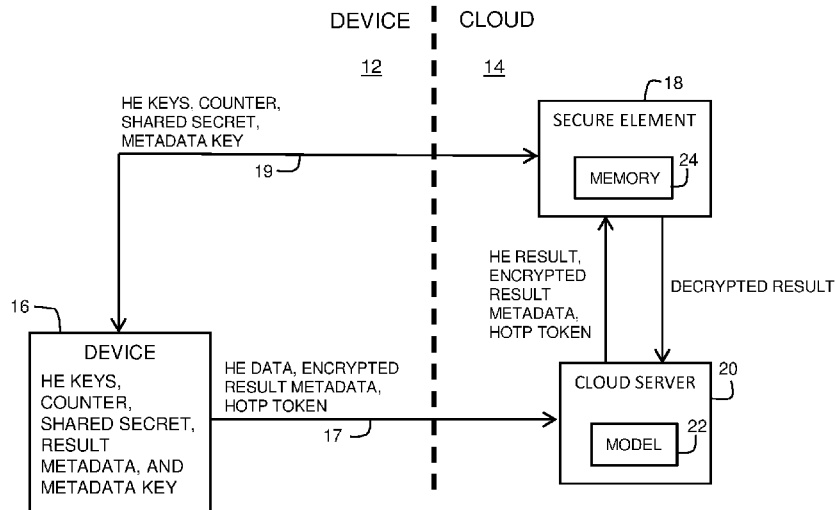 DEVICE
CLOUD
12
14
HE KEYS, COUNTER,
SHARED SECRET,
METADATA KEY
19
18
SECURE ELEMENT
MEMORY
24
HE RESULT,
ENCRYPTED
RESULT
METADATA,
HOTP TOKEN
DECRYPTED RESULT
16
DEVICE
HE KEYS,
COUNTER,
SHARED SECRET,
RESULT
METADATA, AND
METADATA KEY
HE DATA, ENCRYPTED
RESULT METADATA,
HOTP TOKEN
17
20
CLOUD SERVER
MODEL
22